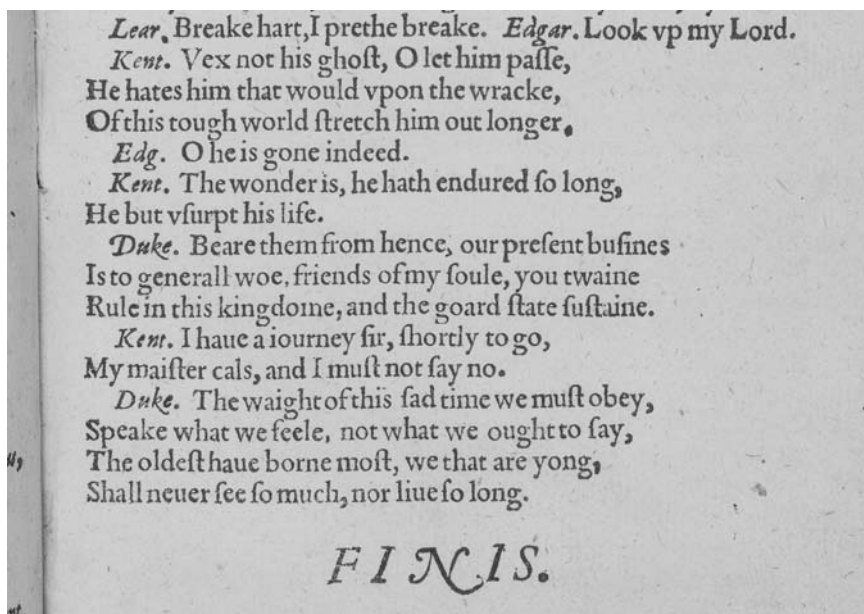 Lear. Breake hart, I prethe breake. Edgar. Look vp my Lord.
Kent. Vex not his ghoſt, O let him paſſe,
He hates him that would vpon the wracke,
Of this tough world ſtretch him out longer.
Edg. O he is gone indeed.
Kent. The wonder is, he hath endured ſo long,
He but vſurpt his life.
Duke. Beare them from hence, our preſent buſines
Is to generall woe, friends of my ſoule, you twaine
Rule in this kingdome, and the goard ſtate ſuſtaine.
Kent. I haue a iourney ſir, ſhortly to go,
My maiſter cals, and I muſt not ſay no.
Duke. The waight of this ſad time we muſt obey,
Speake what we feele, not what we ought to ſay,
The oldeſt haue borne moſt, we that are yong,
Shall neuer ſee ſo much, nor liue ſo long.
FINIS.